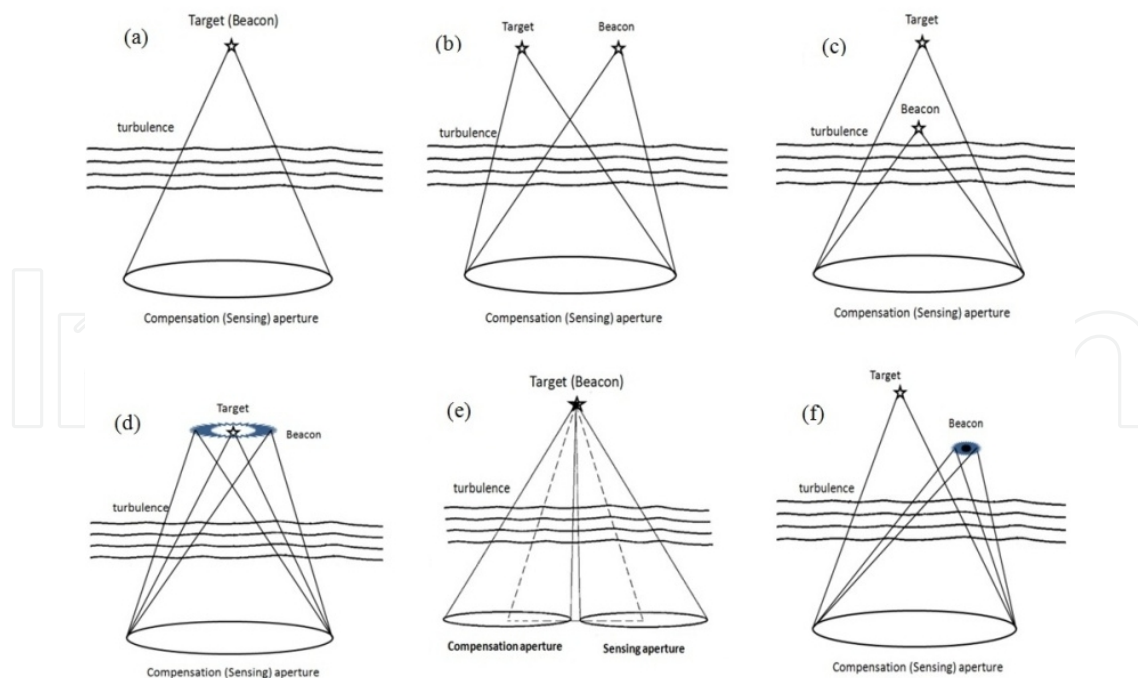 (a)
Target (Beacon)
turbulence
Compensation (Sensing) aperture
(b)
Target
Beacon
turbulence
Compensation (Sensing) aperture
(c)
Target
Beacon
turbulence
Compensation (Sensing) aperture
(d)
Target
Beacon
turbulence
Compensation (Sensing) aperture
(e)
Target (Beacon)
turbulence
Compensation aperture
Sensing aperture
(f)
Target
Beacon
turbulence
Compensation (Sensing) aperture